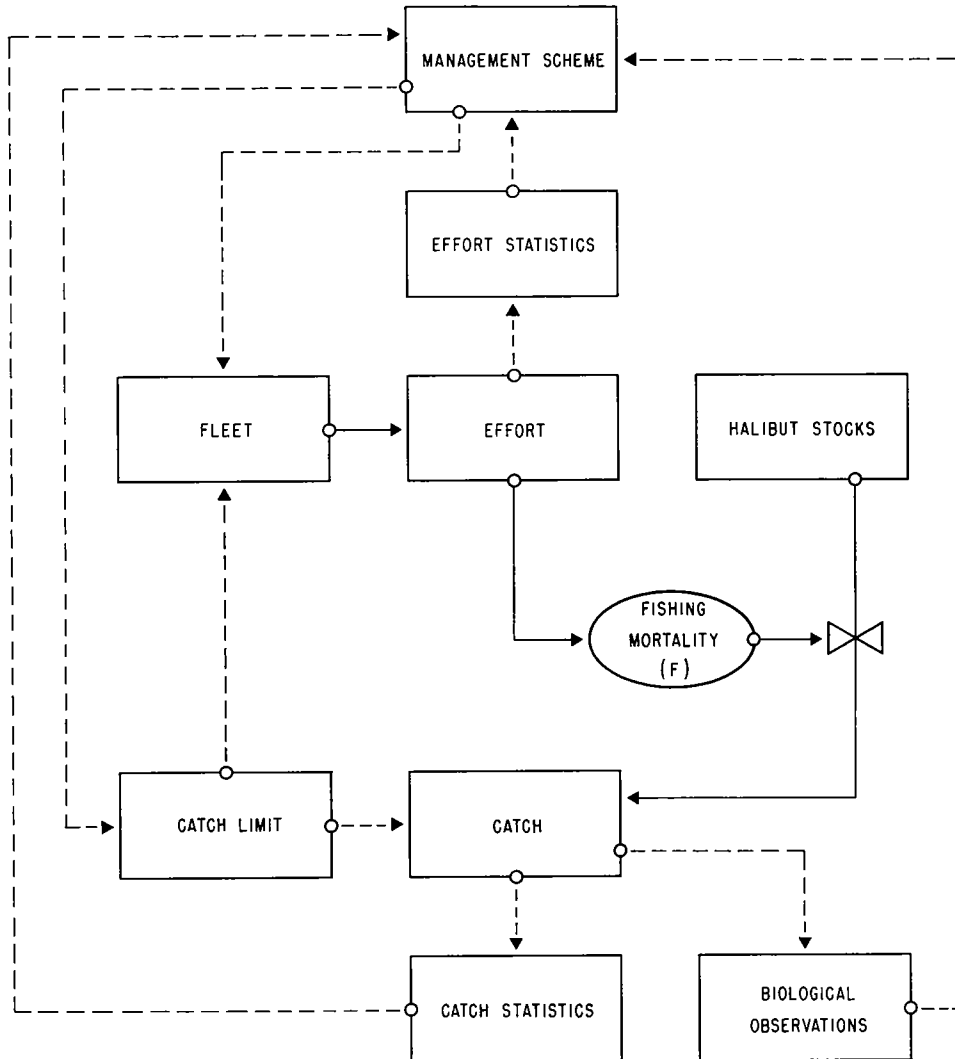 MANAGEMENT SCHEME
EFFORT STATISTICS
FLEET
EFFORT
HALIBUT STOCKS
FISHING
MORTALITY
(F)
CATCH LIMIT
CATCH
CATCH STATISTICS
BIOLOGICAL
OBSERVATIONS